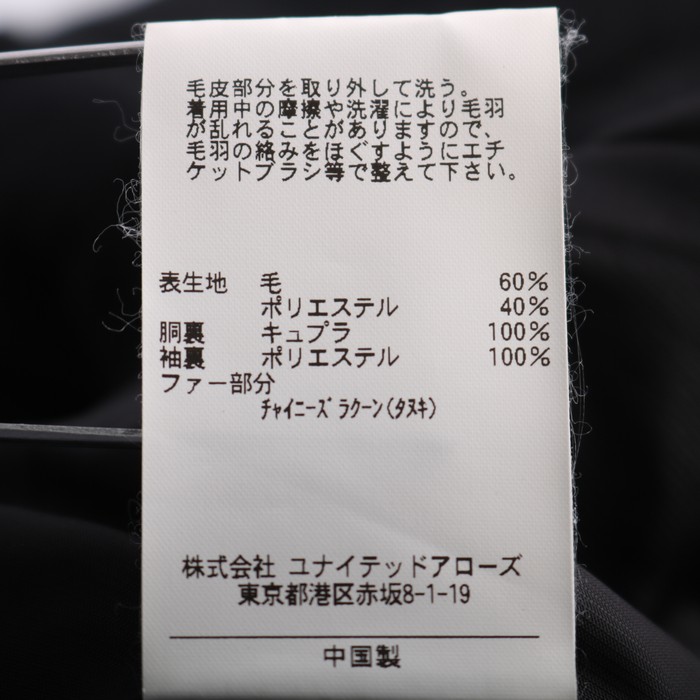 毛皮部分を取り外して洗う。
着用中の摩擦や洗濯により毛羽
が乱れることがありますので、
毛羽の絡みをほぐすようにエチ
ケットブラシ等で整えて下さい。
表生地 毛 60%
ポリエステル 40%
胴裏 キュプラ 100%
袖裏 ポリエステル 100%
ファー部分
ﾁｬｲﾆｰｽﾞﾗｸｰﾝ(ﾀﾇｷ)
株式会社 ユナイテッドアローズ
東京都港区赤坂8-1-19
中国製